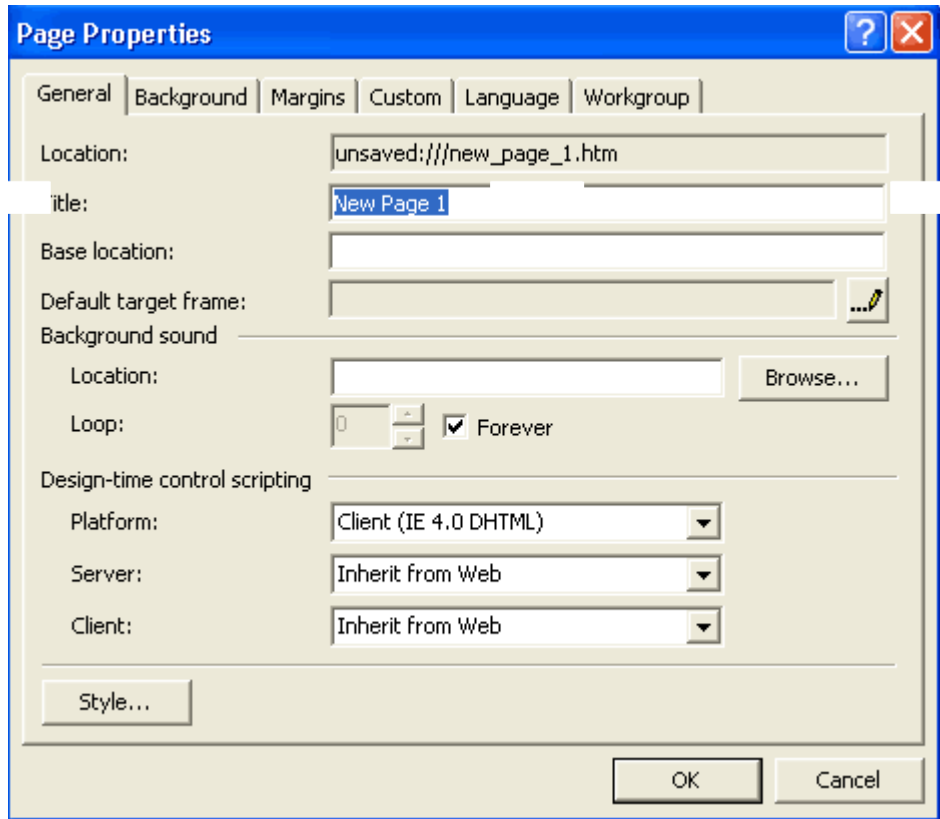 Page Properties
General Background Margins Custom Language Workgroup
Location: unsaved:///new_page_1.htm
Title: New Page 1
Base location:
Default target frame: ...
Background sound
Location: Browse...
Loop: 0 Forever
Design-time control scripting
Platform: Client (IE 4.0 DHTML)
Server: Inherit from Web
Client: Inherit from Web
Style...
OK Cancel